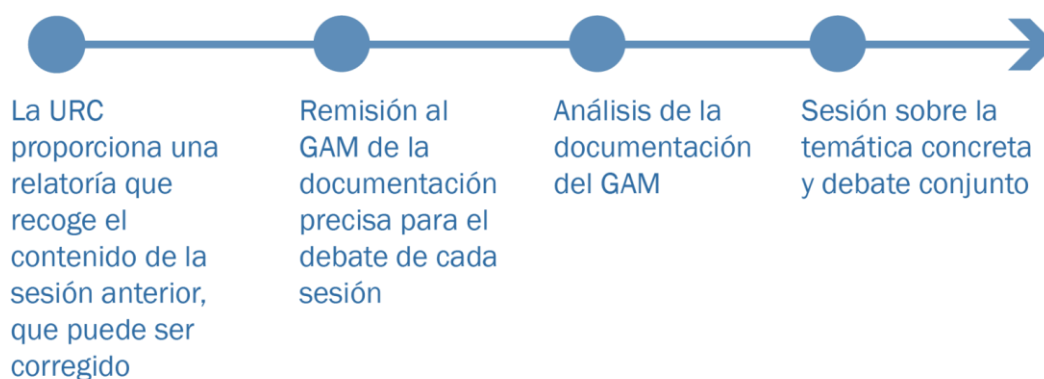 La URC
proporciona una
relatoría que
recoge el
contenido de la
sesión anterior,
que puede ser
corregido
Remisión al
GAM de la
documentación
precisa para el
debate de cada
sesión
Análisis de la
documentación
del GAM
Sesión sobre la
temática concreta
y debate conjunto